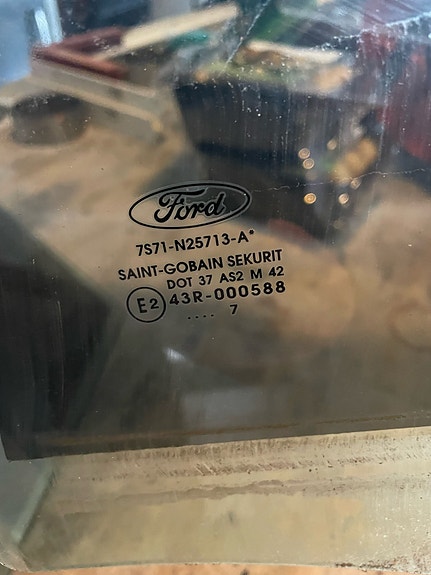 Ford
7S71-N25713-A*
SAINT-GOBAIN SEKURIT
DOT 37 AS2 M 42
E2 43R-000588
.... 7